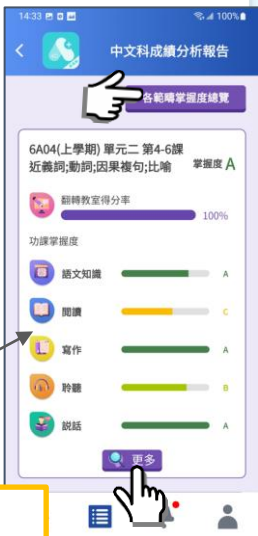 14:33
100%
中文科成績分析報告
各範疇掌握度總覽
6A04(上學期) 單元二 第4-6課
近義詞;動詞;因果複句;比喻
掌握度 A
翻轉教室得分率
100%
功課掌握度
語文知識 A
閱讀 C
寫作 A
聆聽 B
說話 A
更多